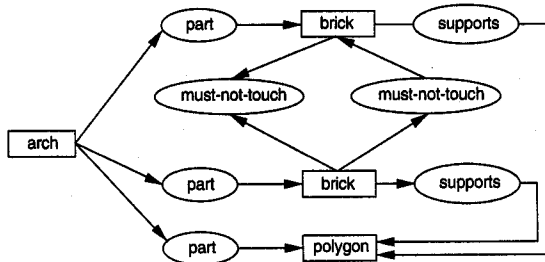 part brick supports
must-not-touch must-not-touch
arch
part brick supports
part polygon